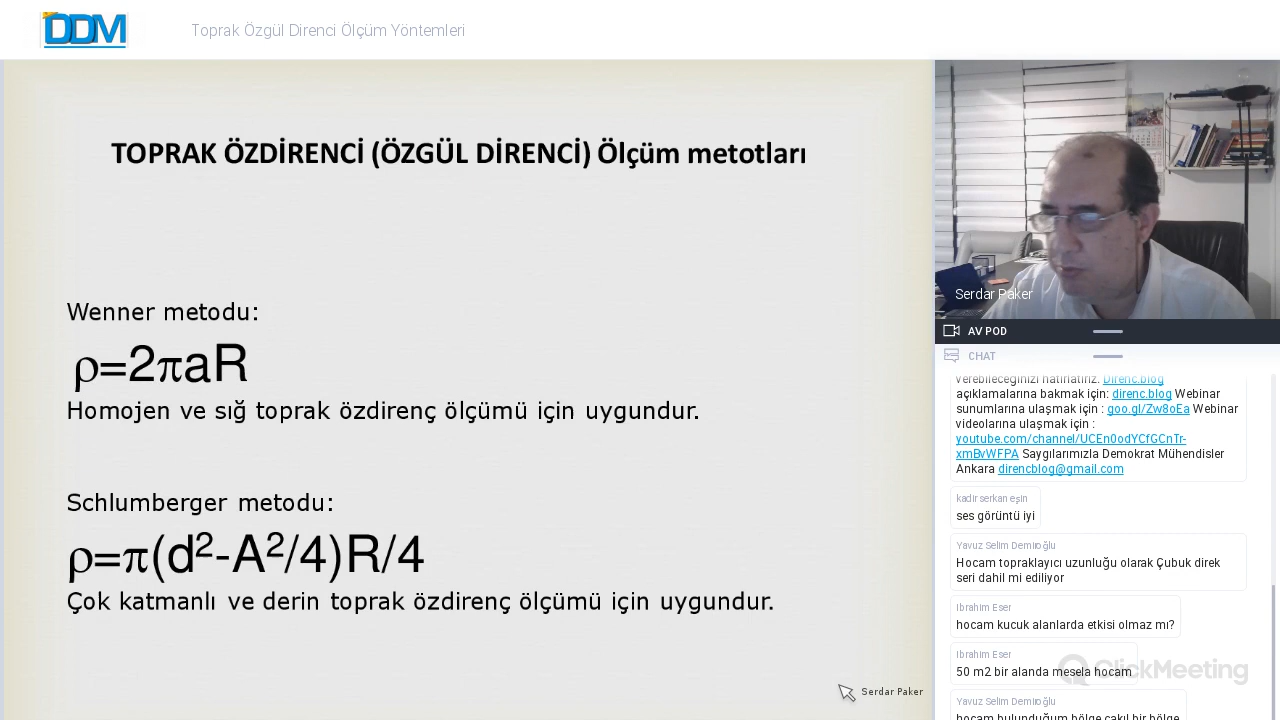 DDM
Toprak Özgül Direnci Ölçüm Yöntemleri
TOPRAK ÖZDİRENCİ (ÖZGÜL DİRENCİ) Ölçüm metotları
Wenner metodu:
ρ=2πaR
Homojen ve sığ toprak özdirenç ölçümü için uygundur.
Schlumberger metodu:
ρ=π(d²-A²/4)R/4
Çok katmanlı ve derin toprak özdirenç ölçümü için uygundur.
Serdar Paker
Serdar Paker
AV POD
CHAT
verebileceğinizi hatırlatırız. Direnc.blog
açıklamalarına bakmak için: direnc.blog Webinar
sunumlarına ulaşmak için : goo.gl/Zw8oEa Webinar
videolarına ulaşmak için :
youtube.com/channel/UCEn0odYCfGCnTr-
xmBvWFPA Saygılarımızla Demokrat Mühendisler
Ankara direncblog@gmail.com
kadir serkan eşin
ses görüntü iyi
Yavuz Selim Demiroğlu
Hocam topraklayıcı uzunluğu olarak Çubuk direk
seri dahil mi ediliyor
Ibrahim Eser
hocam kucuk alanlarda etkisi olmaz mı?
Ibrahim Eser
50 m2 bir alanda mesela hocam
ClickMeeting
Yavuz Selim Demiroğlu
hocam bulunduğum bölge çakıl bir bölge